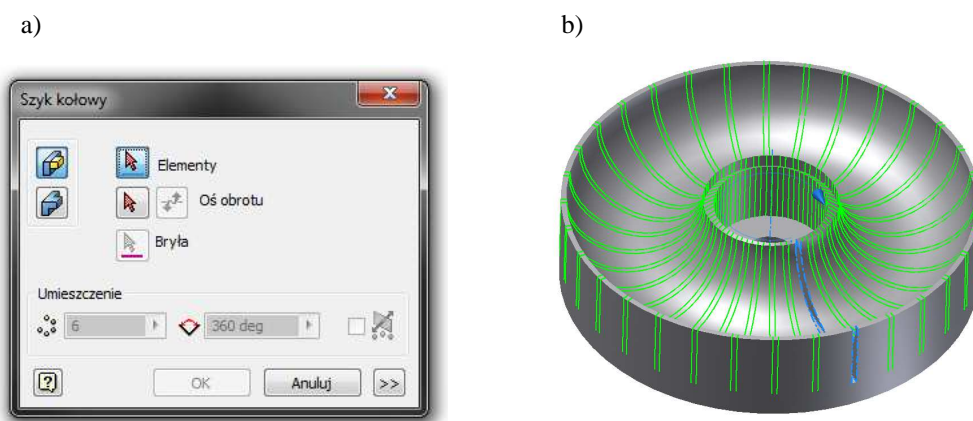 a)
b)
Szyk kołowy
Elementy
Oś obrotu
Bryła
Umieszczenie
6
360 deg
OK
Anuluj
>>